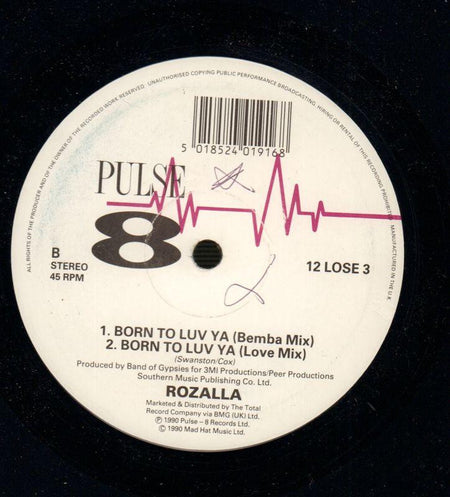 ALL RIGHTS OF THE PRODUCER AND OF THE OWNER OF THE RECORDED WORK RESERVED. UNAUTHORISED COPYING PUBLIC PERFORMANCE BROADCASTING, HIRING OR RENTAL OF THIS RECORDING PROHIBITED. MANUFACTURED IN THE U.K.
5 018524 019168
PULSE
8
B
STEREO
45 RPM
12 LOSE 3
1. BORN TO LUV YA (Bemba Mix)
2. BORN TO LUV YA (Love Mix)
(Swanston/Cox)
Produced by Band of Gypsies for 3MI Productions/Peer Productions
Southern Music Publishing Co. Ltd.
ROZALLA
Marketed & Distributed by The Total
Record Company via BMG (UK) Ltd.
℗ 1990 Pulse – 8 Records Ltd.
© 1990 Mad Hat Music Ltd.